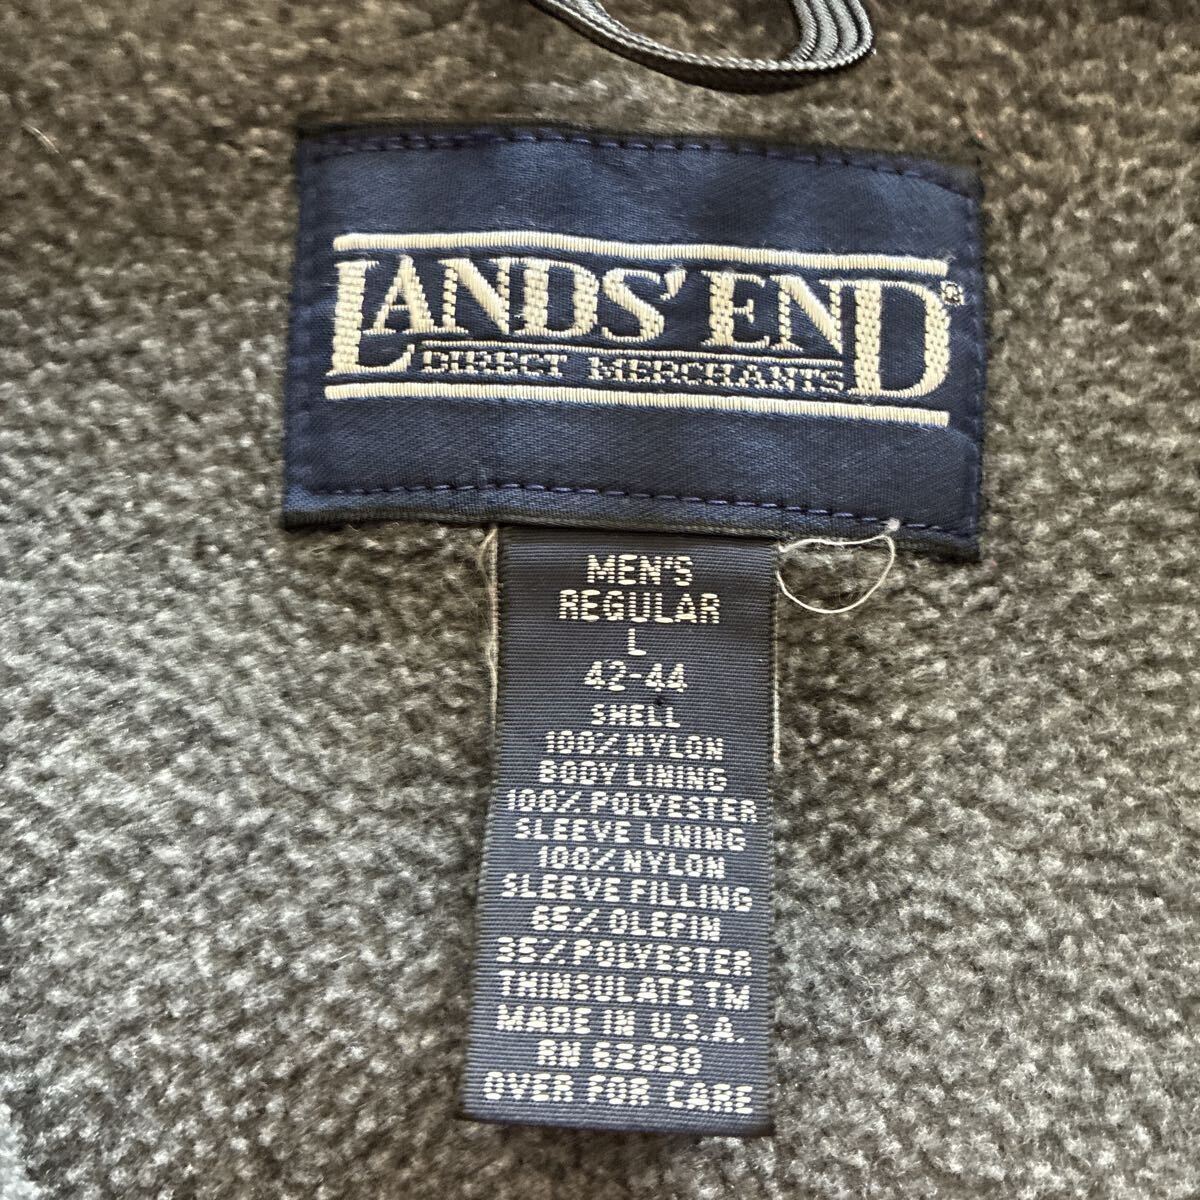 LANDS' END®
DIRECT MERCHANTS
MEN'S
REGULAR
L
42-44
SHELL
100% NYLON
BODY LINING
100% POLYESTER
SLEEVE LINING
100% NYLON
SLEEVE FILLING
65% OLEFIN
35% POLYESTER
THINSULATE TM
MADE IN U.S.A.
RN 62830
OVER FOR CARE